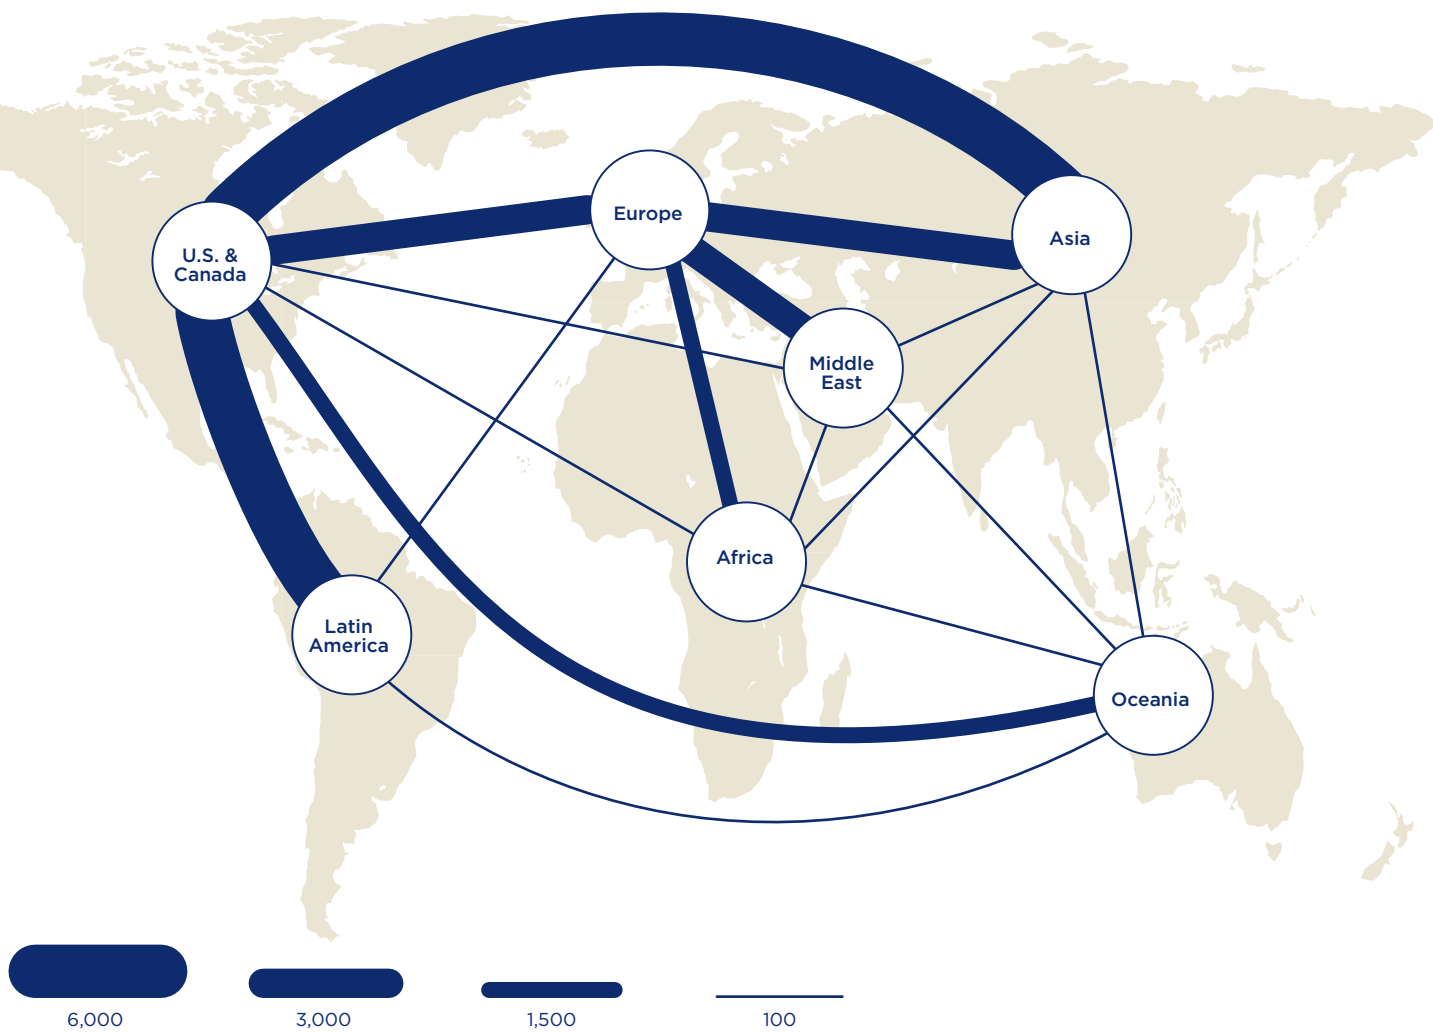 U.S. &
Canada
Europe
Asia
Middle
East
Africa
Latin
America
Oceania
6,000
3,000
1,500
100